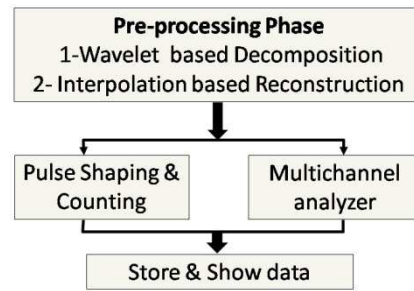 Pre-processing Phase
1-Wavelet based Decomposition
2- Interpolation based Reconstruction
Pulse Shaping &
Counting
Multichannel
analyzer
Store & Show data